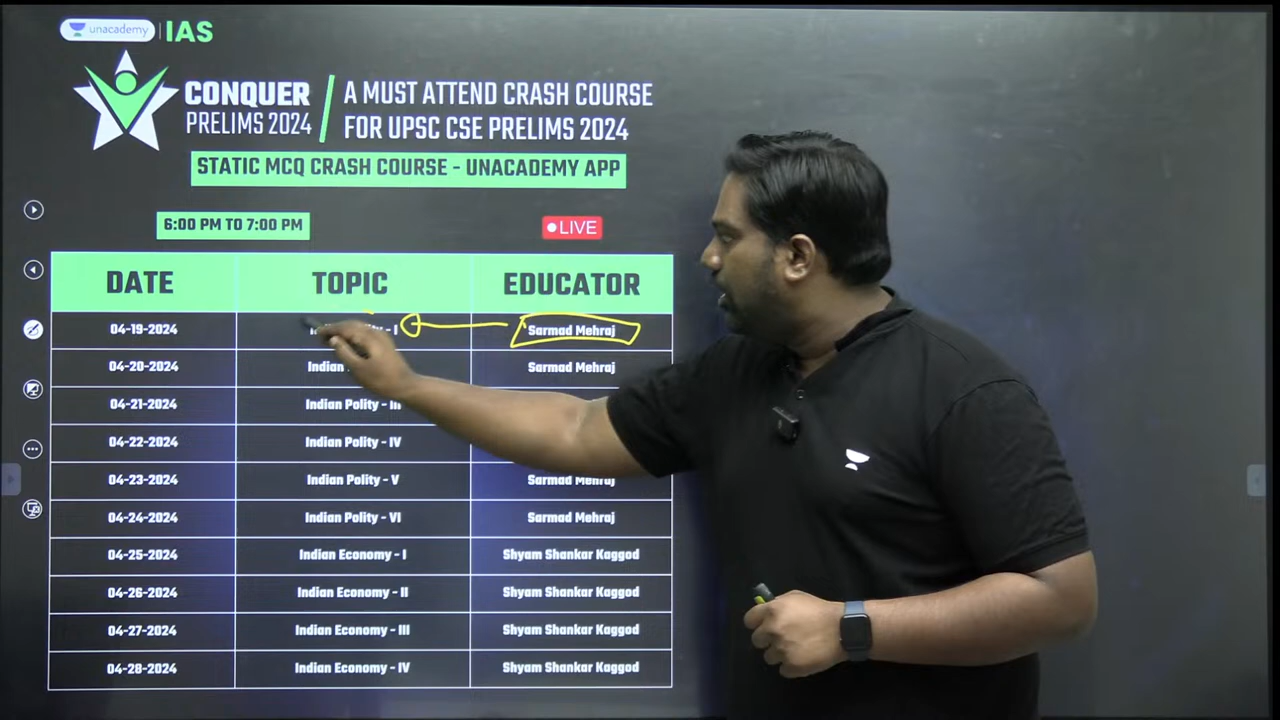 unacademy | IAS
CONQUER
PRELIMS 2024
A MUST ATTEND CRASH COURSE
FOR UPSC CSE PRELIMS 2024
STATIC MCQ CRASH COURSE - UNACADEMY APP
6:00 PM TO 7:00 PM LIVE
DATE TOPIC EDUCATOR
04-19-2024 - I Sarmad Mehraj
04-20-2024 Indian Sarmad Mehraj
04-21-2024 Indian Polity - III
04-22-2024 Indian Polity - IV
04-23-2024 Indian Polity - V Sarmad Mehraj
04-24-2024 Indian Polity - VI Sarmad Mehraj
04-25-2024 Indian Economy - I Shyam Shankar Kaggod
04-26-2024 Indian Economy - II Shyam Shankar Kaggod
04-27-2024 Indian Economy - III Shyam Shankar Kaggod
04-28-2024 Indian Economy - IV Shyam Shankar Kaggod